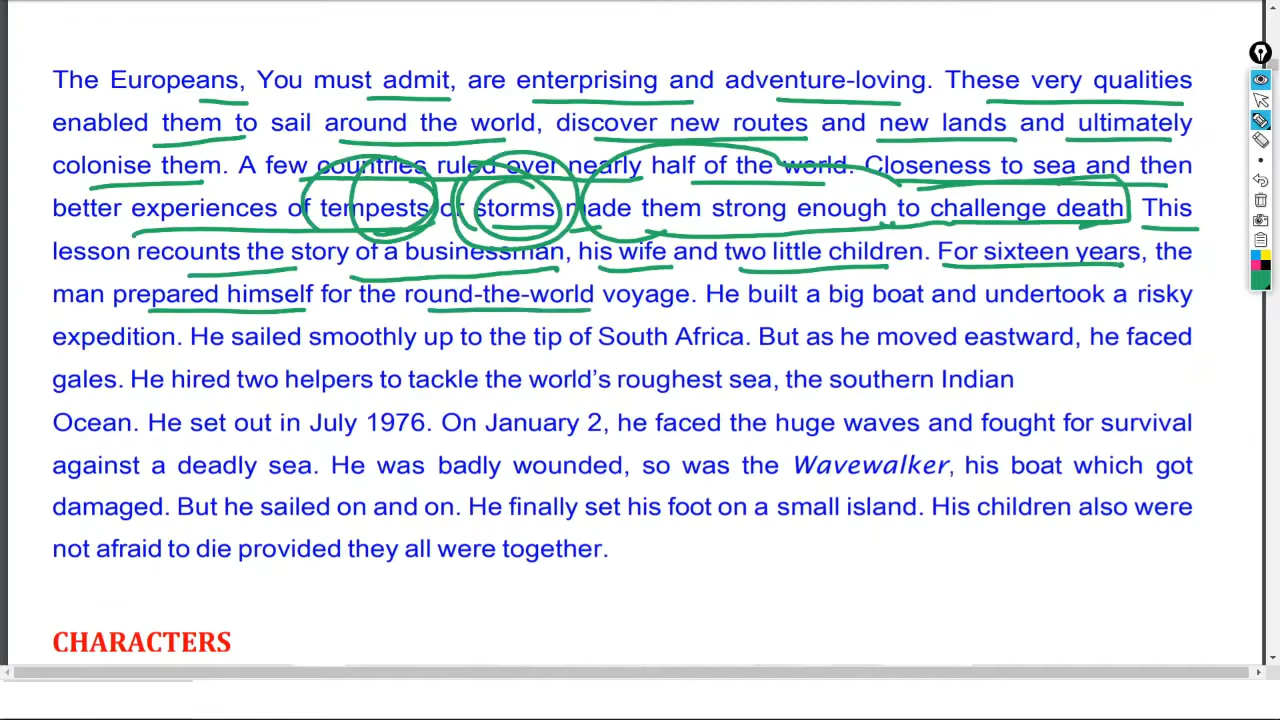 The Europeans, You must admit, are enterprising and adventure-loving. These very qualities
enabled them to sail around the world, discover new routes and new lands and ultimately
colonise them. A few countries ruled over nearly half of the world. Closeness to sea and then
better experiences of tempests or storms made them strong enough to challenge death. This
lesson recounts the story of a businessman, his wife and two little children. For sixteen years, the
man prepared himself for the round-the-world voyage. He built a big boat and undertook a risky
expedition. He sailed smoothly up to the tip of South Africa. But as he moved eastward, he faced
gales. He hired two helpers to tackle the world’s roughest sea, the southern Indian
Ocean. He set out in July 1976. On January 2, he faced the huge waves and fought for survival
against a deadly sea. He was badly wounded, so was the Wavewalker, his boat which got
damaged. But he sailed on and on. He finally set his foot on a small island. His children also were
not afraid to die provided they all were together.
CHARACTERS